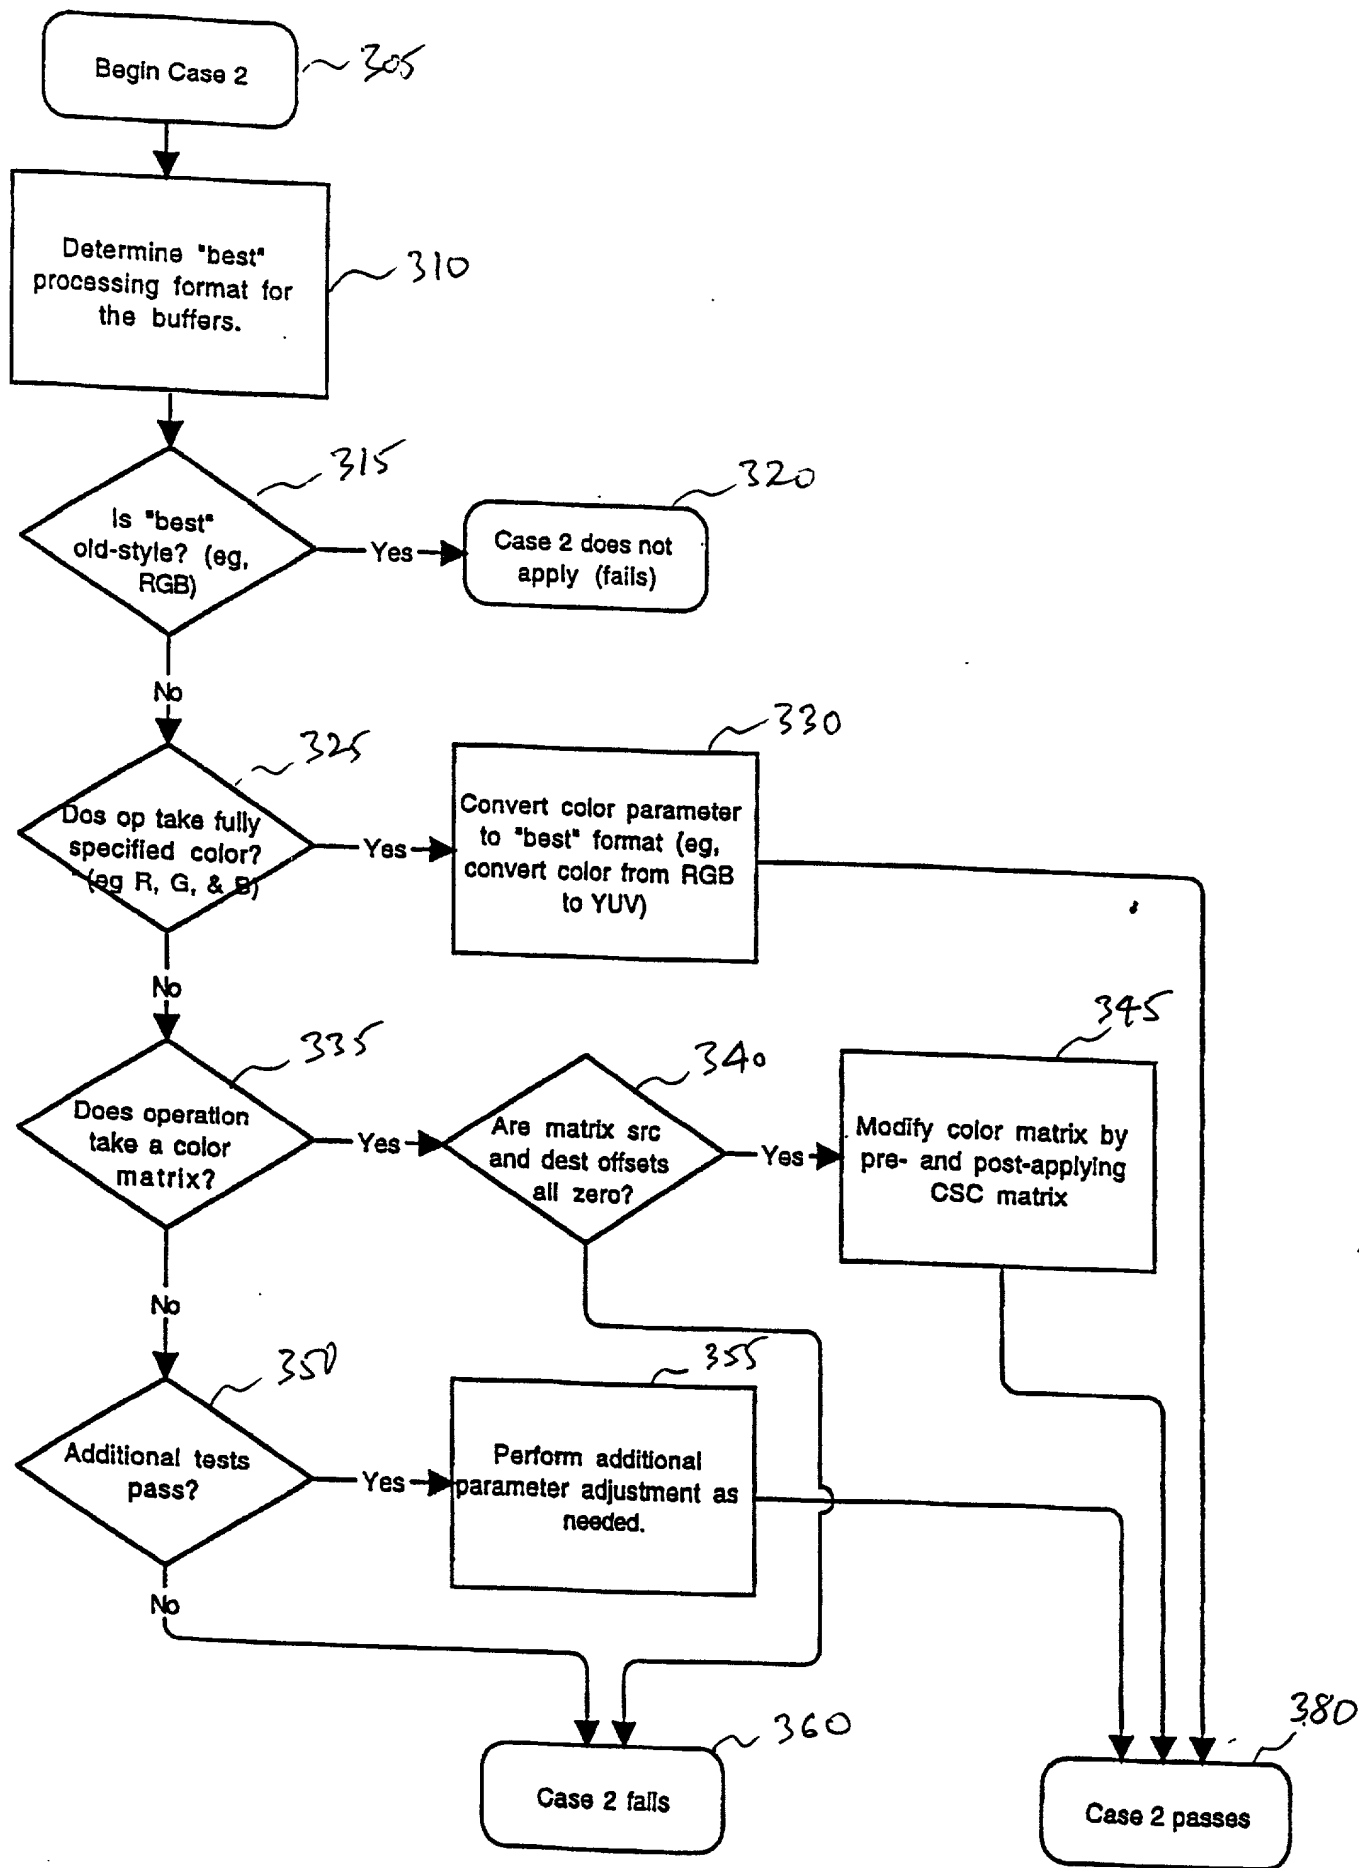 Begin Case 2
305
Determine "best"
processing format for
the buffers.
310
315
Is "best"
old-style? (eg,
RGB)
Yes
320
Case 2 does not
apply (fails)
No
325
Dos op take fully
specified color?
(eg R, G, & B)
Yes
330
Convert color parameter
to "best" format (eg,
convert color from RGB
to YUV)
No
335
Does operation
take a color
matrix?
Yes
340
Are matrix src
and dest offsets
all zero?
Yes
345
Modify color matrix by
pre- and post-applying
CSC matrix
No
350
Additional tests
pass?
Yes
355
Perform additional
parameter adjustment as
needed.
No
360
Case 2 fails
380
Case 2 passes